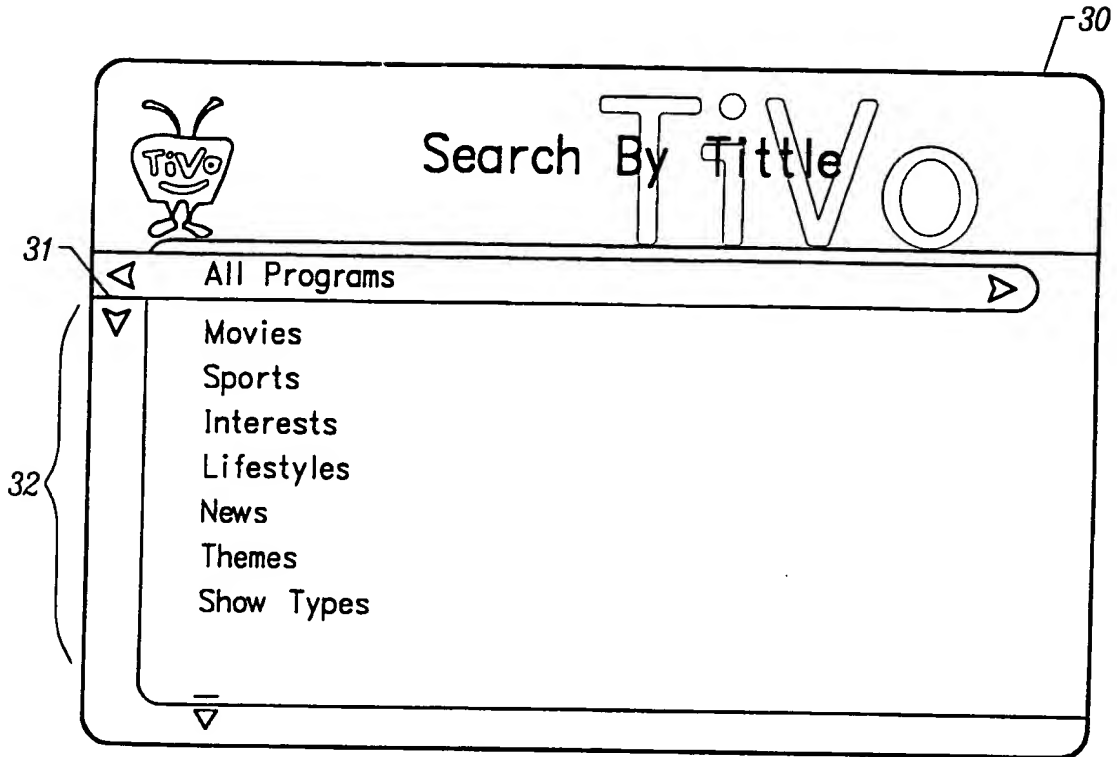 30
TiVo
TiVo
Search By Tittle
31
All Programs
Movies
Sports
Interests
Lifestyles
32
News
Themes
Show Types